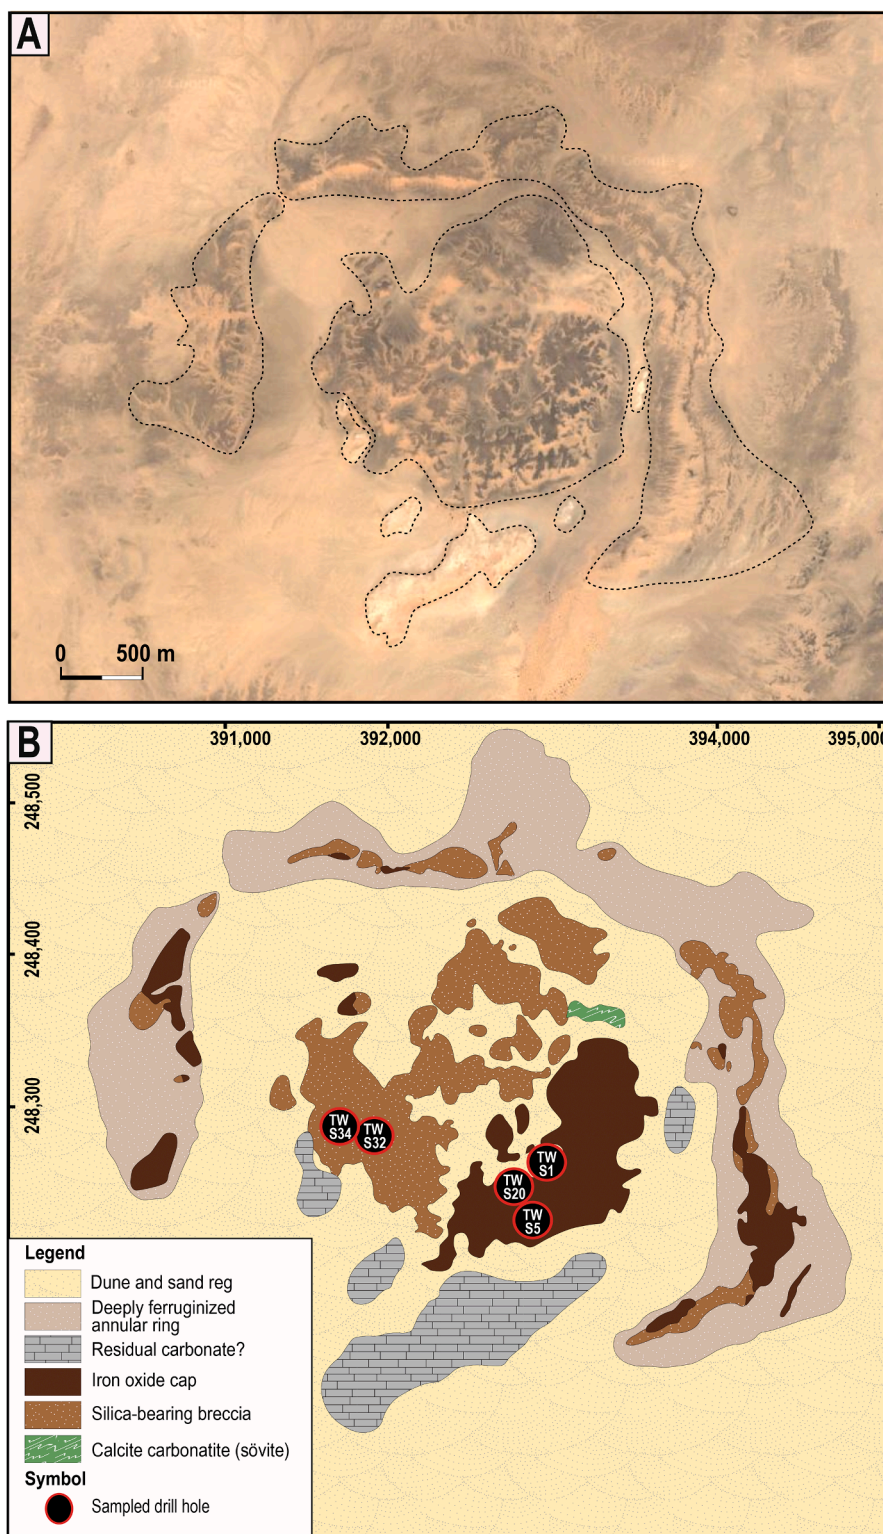 A
0 500 m
B
391,000 392,000 394,000 395,000
248,500
248,400
248,300
TW
S34
TW
S32
TW
S1
TW
S20
TW
S5
Legend
Dune and sand reg
Deeply ferruginized
annular ring
Residual carbonate?
Iron oxide cap
Silica-bearing breccia
Calcite carbonatite (sövite)
Symbol
Sampled drill hole